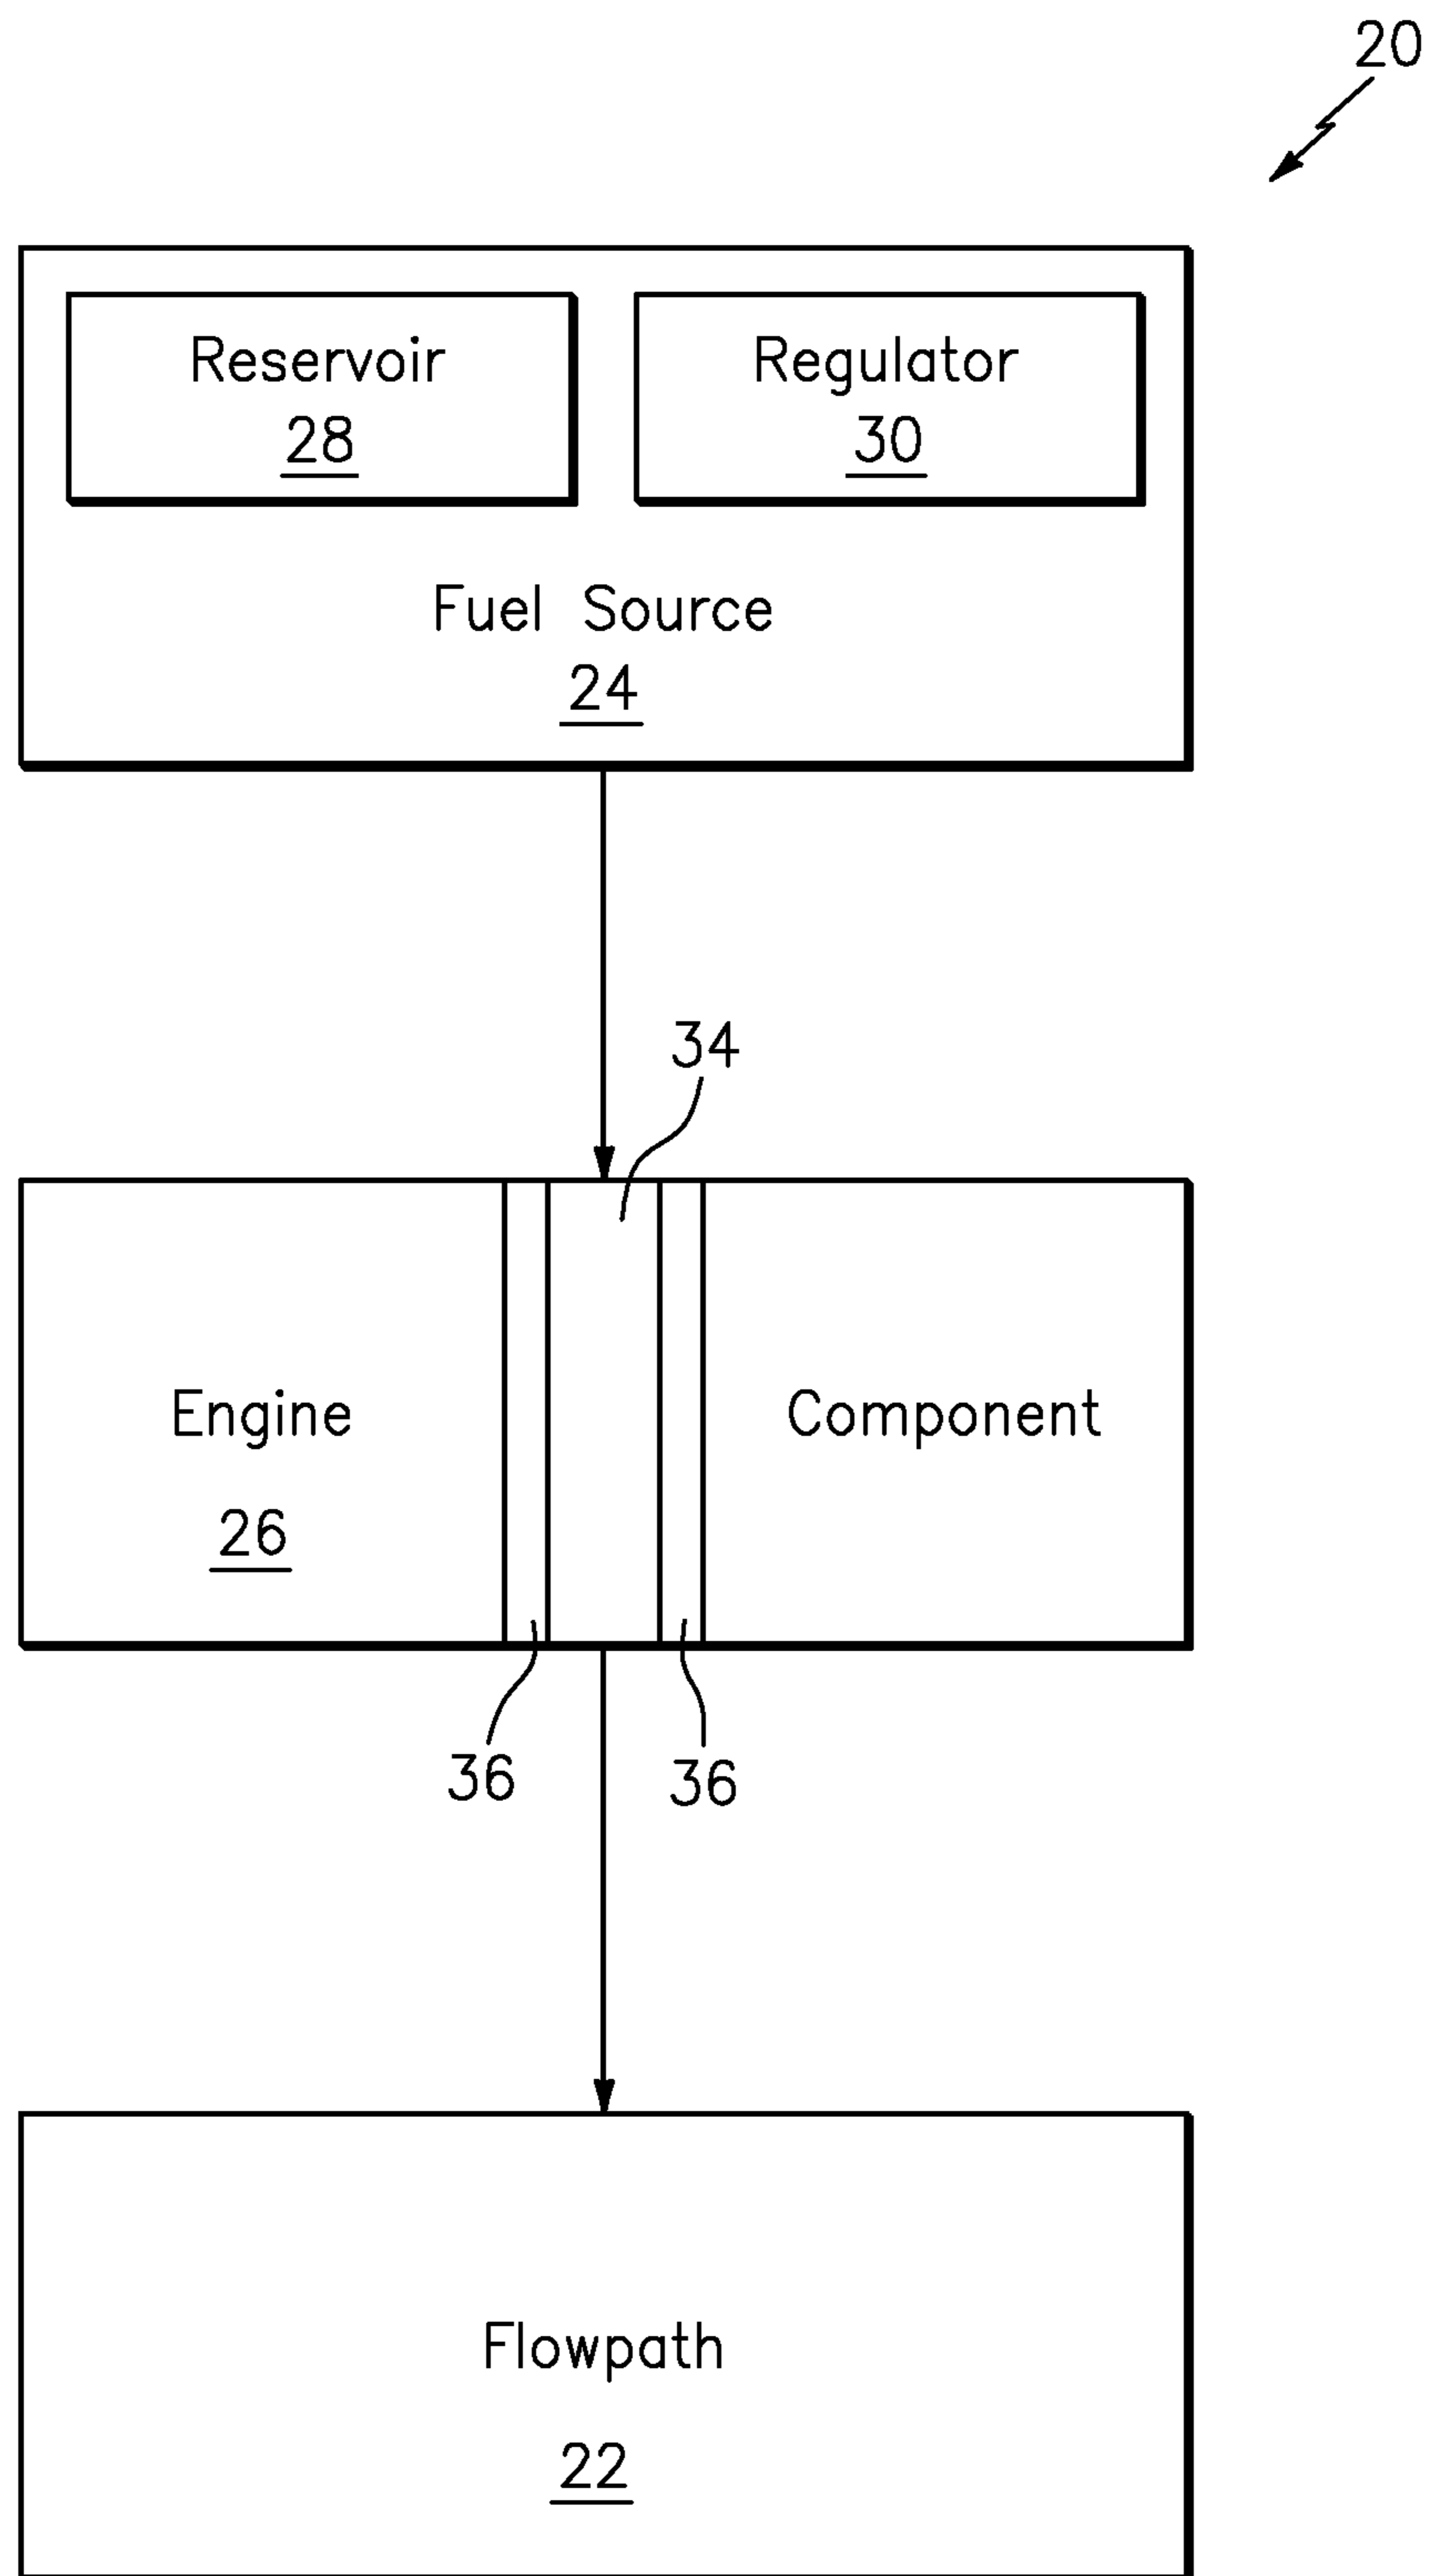 20
Reservoir
28
Regulator
30
Fuel Source
24
34
Engine
Component
26
36
36
Flowpath
22